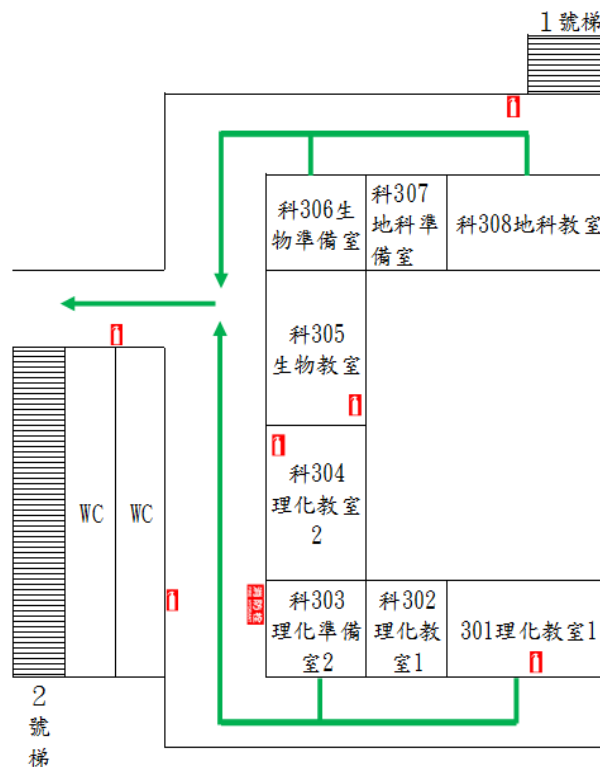 1號梯
科306生
物準備室
科307
地科準
備室
科308地科教室
科305
生物教室
科304
理化教室
2
WC
WC
科303
理化準備
室2
科302
理化教
室1
301理化教室1
2
號
梯